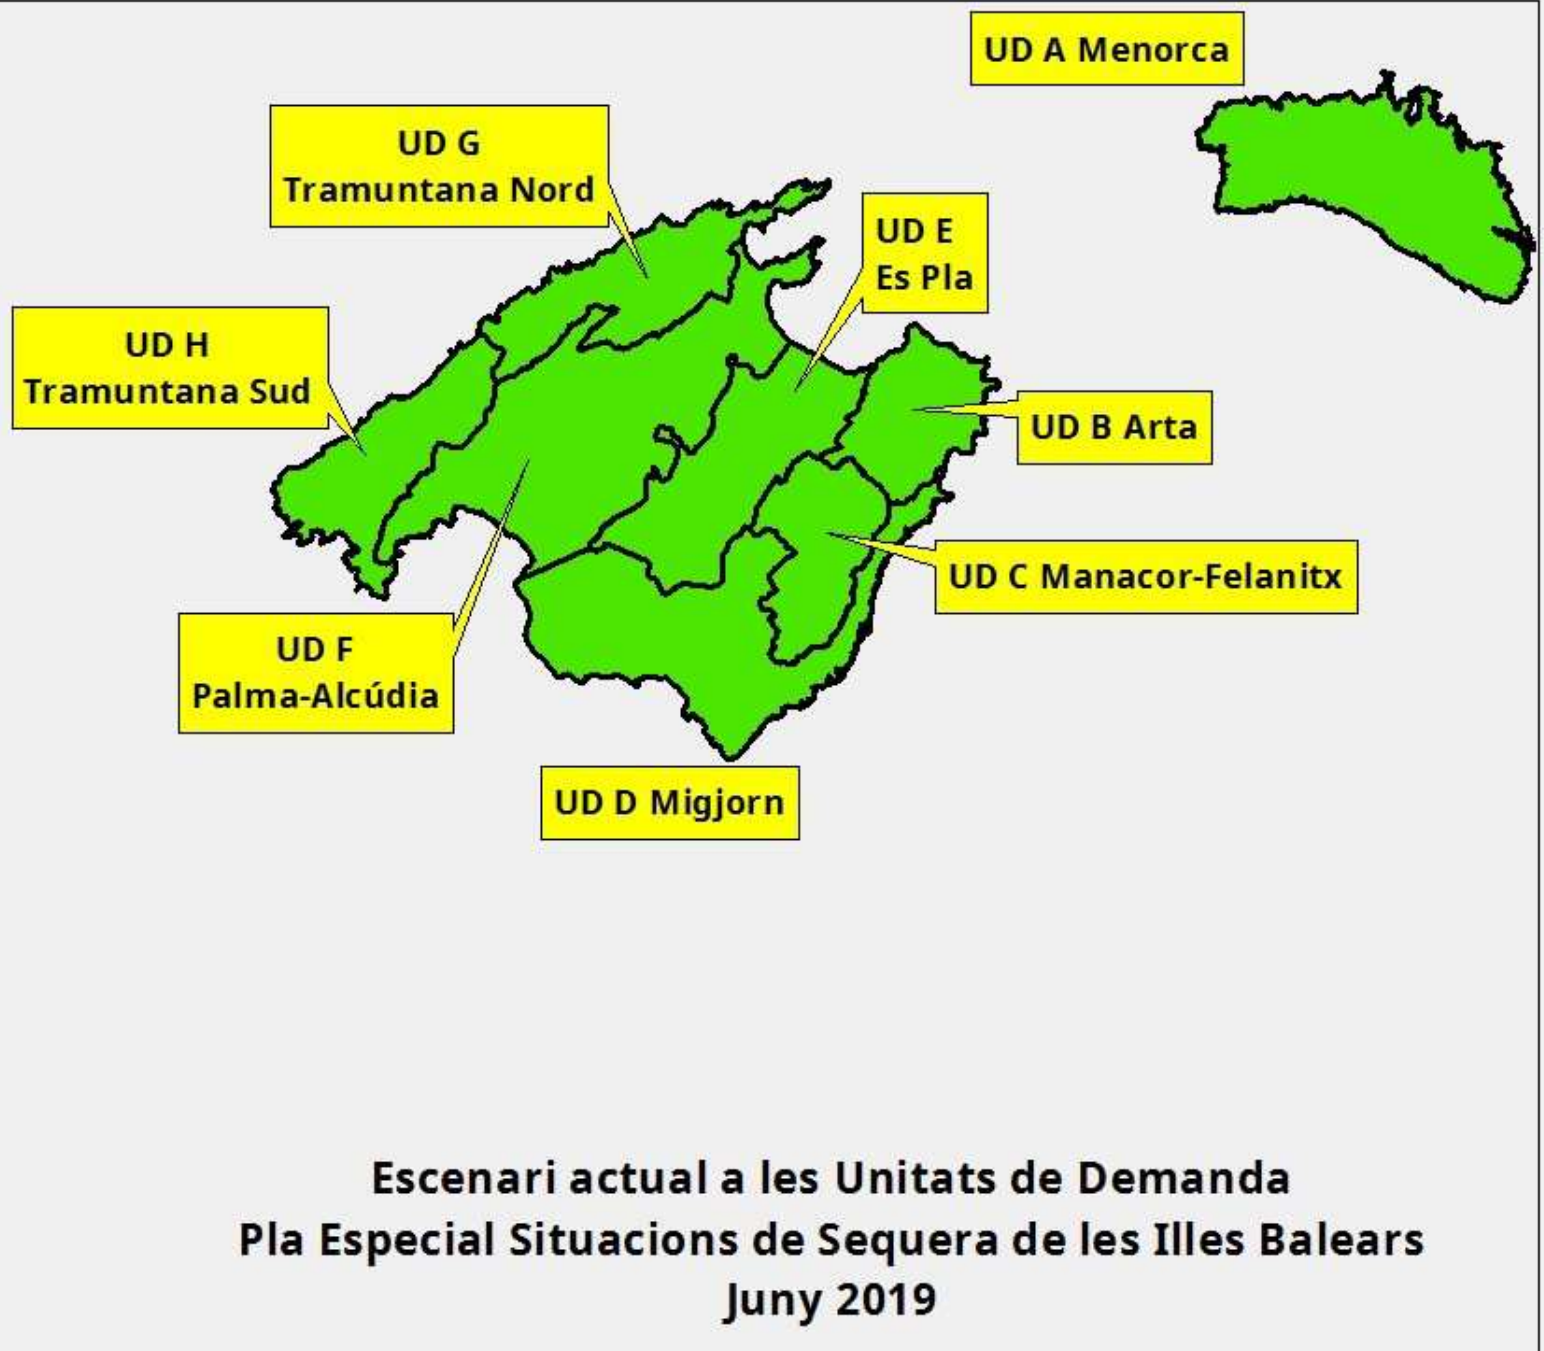 UD A Menorca
UD G
Tramuntana Nord
UD E
Es Pla
UD H
Tramuntana Sud
UD B Arta
UD C Manacor-Felanitx
UD F
Palma-Alcúdia
UD D Migjorn
Escenari actual a les Unitats de Demanda
Pla Especial Situacions de Sequera de les Illes Balears
Juny 2019